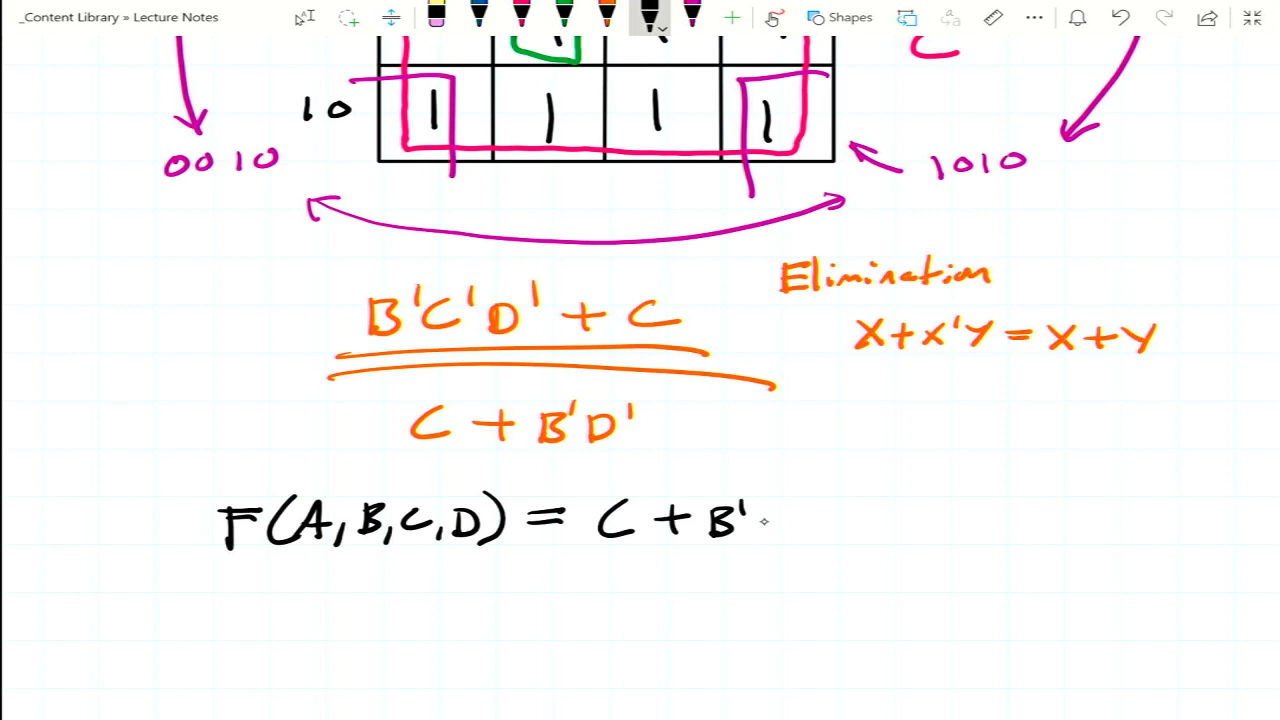 _Content Library » Lecture Notes
Shapes
C
10 1 1 1 1
0010
1010
Elimination
B'C'D' + C
X+X'Y = X+Y
C + B'D'
F(A,B,C,D) = C + B'